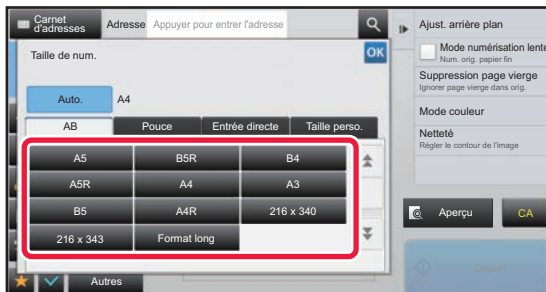 Carnet d'adresses
Adresse
Appuyer pour entrer l'adresse
Taille de num.
OK
Auto.
A4
AB
Pouce
Entrée directe
Taille perso.
A5
B5R
B4
A5R
A4
A3
B5
A4R
216 x 340
216 x 343
Format long
Autres
Ajust. arrière plan
Mode numérisation lente
Num. orig. papier fin
Suppression page vierge
Ignorer page vierge dans orig.
Mode couleur
Netteté
Régler le contour de l'image
Aperçu
CA
Départ